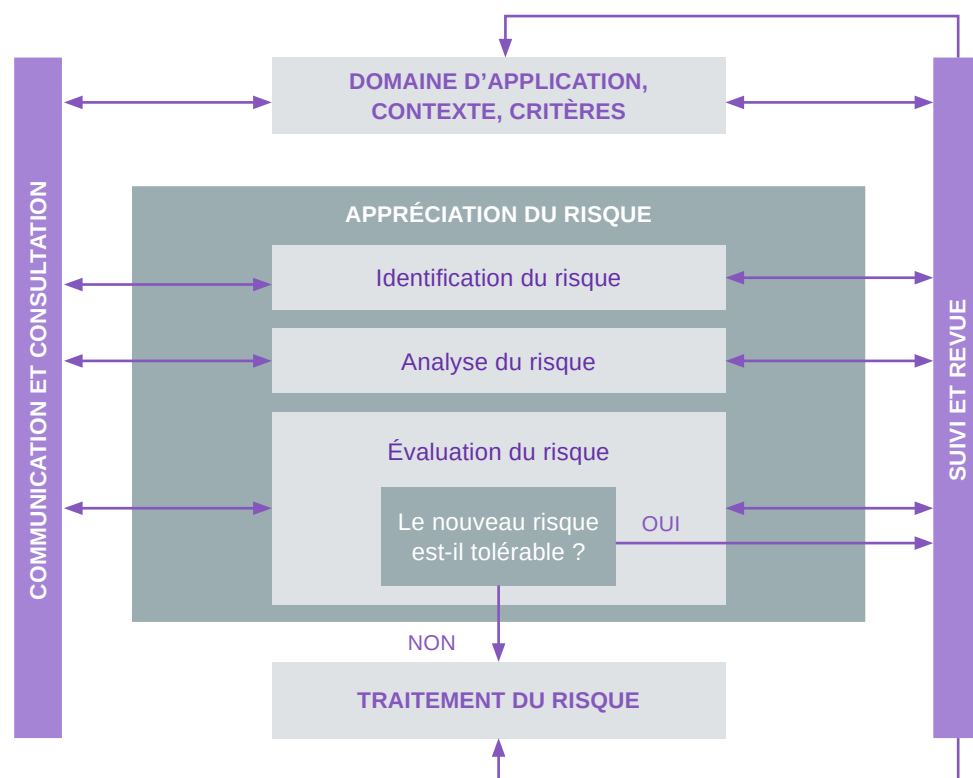 DOMAINE D’APPLICATION,
CONTEXTE, CRITÈRES
COMMUNICATION ET CONSULTATION
APPRÉCIATION DU RISQUE
Identification du risque
Analyse du risque
Évaluation du risque
Le nouveau risque
est-il tolérable ?
OUI
NON
TRAITEMENT DU RISQUE
SUIVI ET REVUE